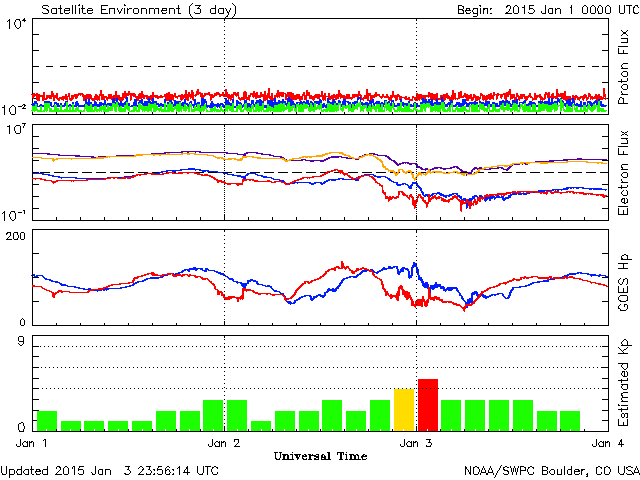 Satellite Environment (3 day) Begin: 2015 Jan 1 0000 UTC
10^4
10^-2
Proton Flux
10^7
10^-1
Electron Flux
200
0
GOES Hp
9
0
Estimated Kp
Jan 1 Jan 2 Jan 3 Jan 4
Universal Time
Updated 2015 Jan 3 23:56:14 UTC NOAA/SWPC Boulder, CO USA